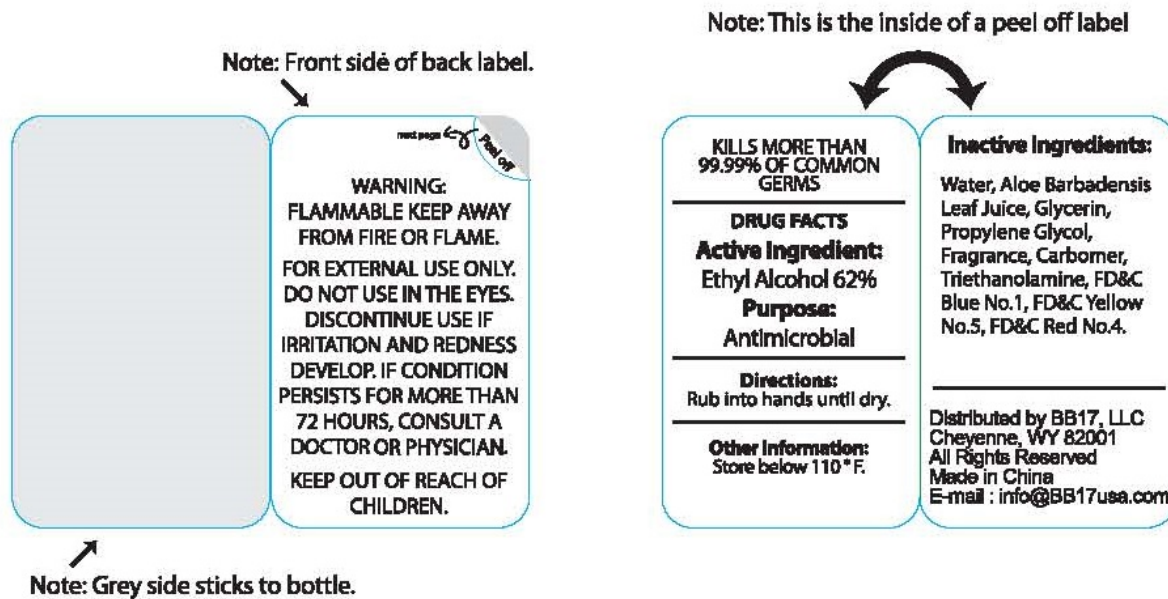 Note: Front side of back label.
next page
Peel off
WARNING:
FLAMMABLE KEEP AWAY
FROM FIRE OR FLAME.
FOR EXTERNAL USE ONLY.
DO NOT USE IN THE EYES.
DISCONTINUE USE IF
IRRITATION AND REDNESS
DEVELOP. IF CONDITION
PERSISTS FOR MORE THAN
72 HOURS, CONSULT A
DOCTOR OR PHYSICIAN.
KEEP OUT OF REACH OF
CHILDREN.
Note: Grey side sticks to bottle.
Note: This is the inside of a peel off label
KILLS MORE THAN
99.99% OF COMMON
GERMS
DRUG FACTS
Active Ingredient:
Ethyl Alcohol 62%
Purpose:
Antimicrobial
Directions:
Rub into hands until dry.
Other Information:
Store below 110° F.
Inactive Ingredients:
Water, Aloe Barbadensis
Leaf Juice, Glycerin,
Propylene Glycol,
Fragrance, Carbomer,
Triethanolamine, FD&C
Blue No.1, FD&C Yellow
No.5, FD&C Red No.4.
Distributed by BB17, LLC
Cheyenne, WY 82001
All Rights Reserved
Made in China
E-mail : info@BB17usa.com